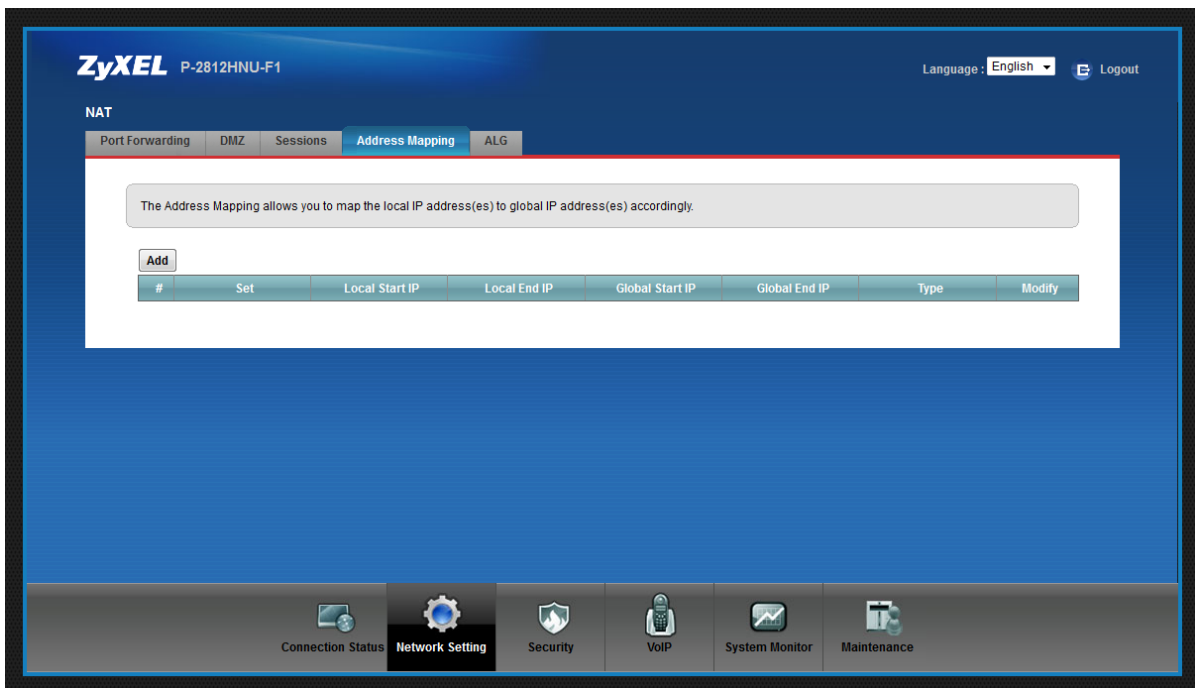 ZyXEL P-2812HNU-F1
Language : English
Logout
NAT
Port Forwarding DMZ Sessions Address Mapping ALG
The Address Mapping allows you to map the local IP address(es) to global IP address(es) accordingly.
Add
# Set Local Start IP Local End IP Global Start IP Global End IP Type Modify
Connection Status Network Setting Security VoIP System Monitor Maintenance